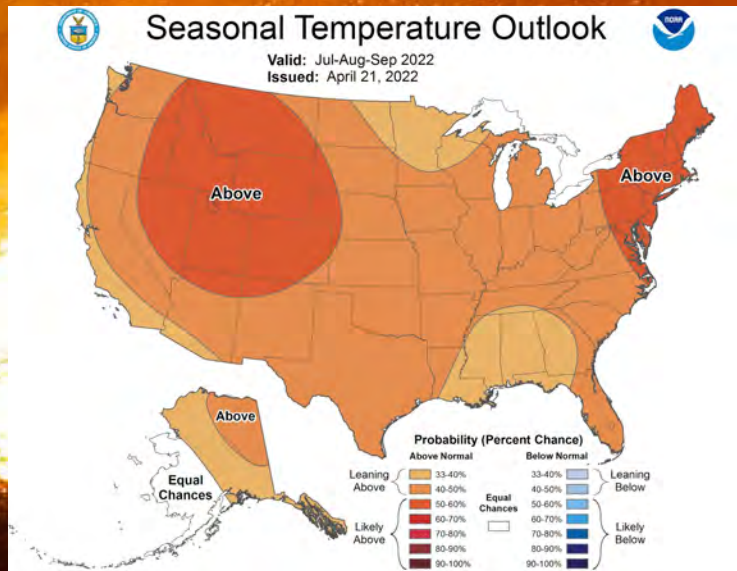 Seasonal Temperature Outlook
NOAA
Valid: Jul-Aug-Sep 2022
Issued: April 21, 2022
Above
Above
Above
Equal
Chances
Probability (Percent Chance)
Above Normal
Below Normal
Leaning
Above
33-40%
40-50%
Likely
Above
50-60%
60-70%
70-80%
80-90%
90-100%
Equal
Chances
33-40%
40-50%
Leaning
Below
50-60%
60-70%
70-80%
80-90%
90-100%
Likely
Below